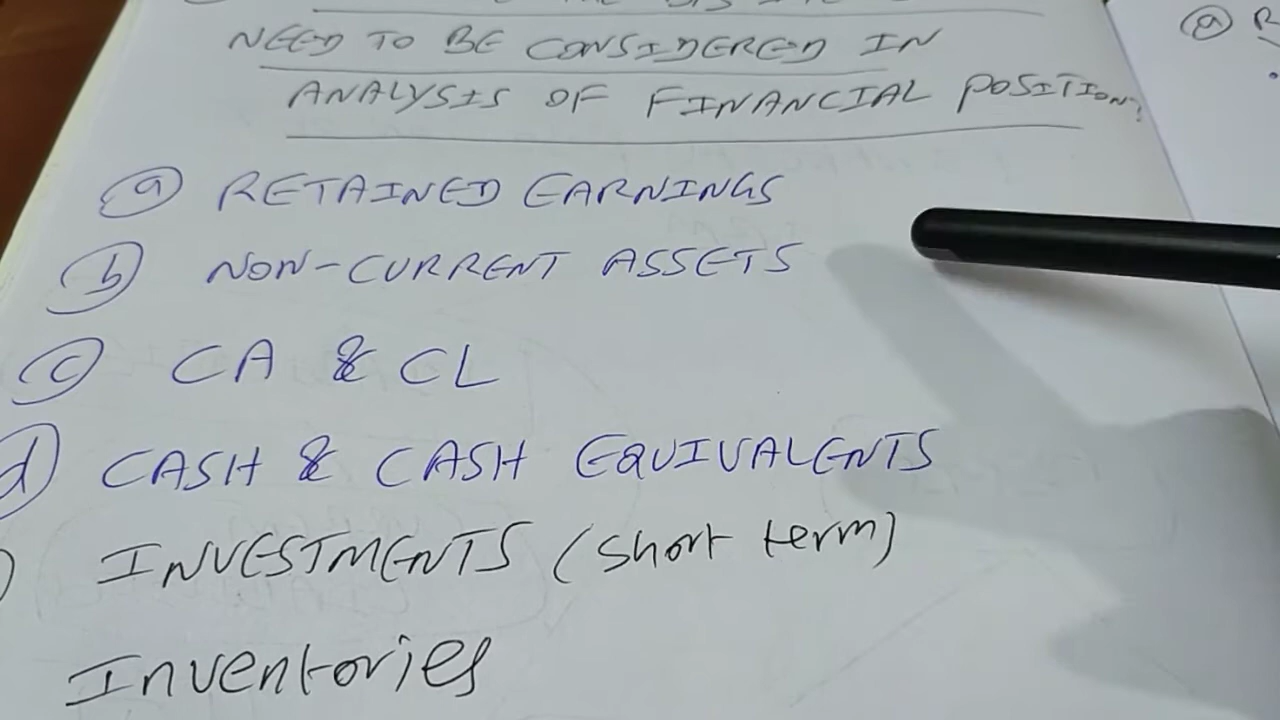 NEED TO BE CONSIDERED IN
ANALYSIS OF FINANCIAL POSITION?
(a) RETAINED EARNINGS
(b) NON-CURRENT ASSETS
(c) CA & CL
(d) CASH & CASH EQUIVALENTS
INVESTMENTS (short term)
Inventories
(a) R